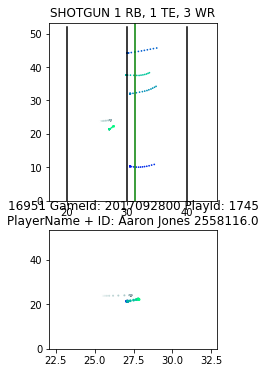 SHOTGUN 1 RB, 1 TE, 3 WR
50
40
30
20
10
0
20 30 40
16951 GameId: 2017092800 PlayId: 1745
PlayerName + ID: Aaron Jones 2558116.0
40
20
0
22.5 25.0 27.5 30.0 32.5